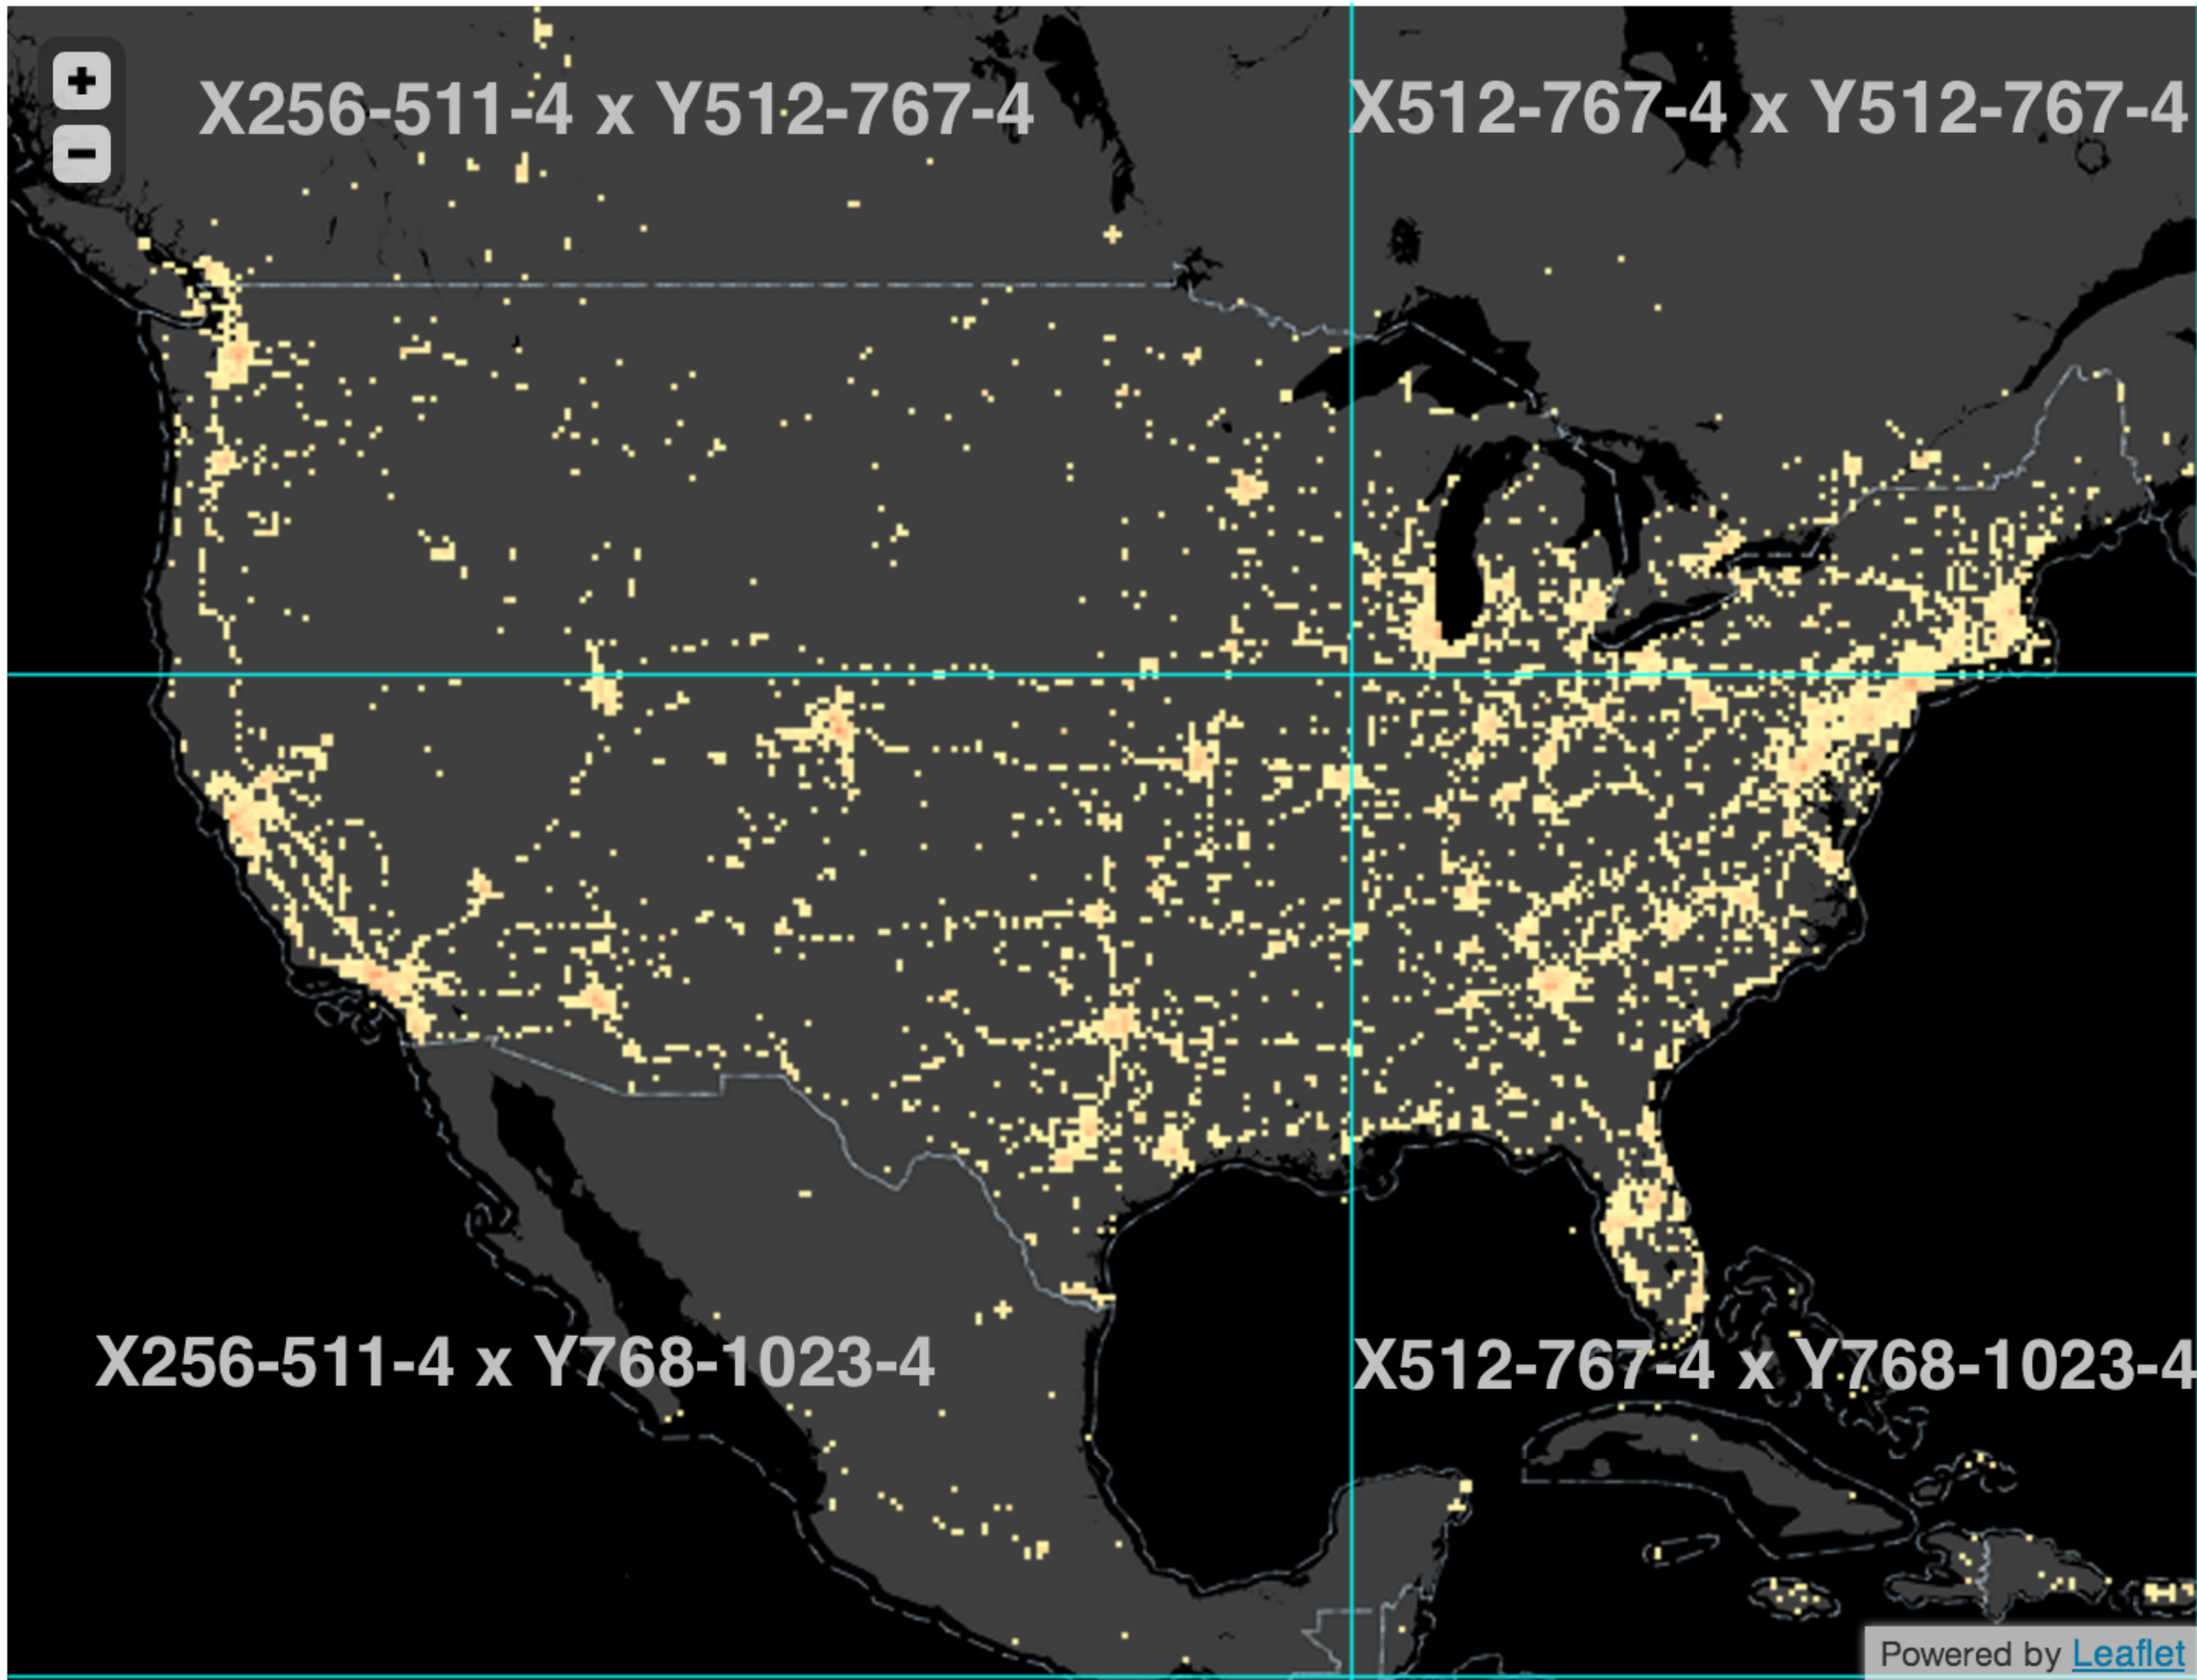 +
X256-511-4 x Y512-767-4
X512-767-4 x Y512-767-4
−
X256-511-4 x Y768-1023-4
X512-767-4 x Y768-1023-4
Powered by Leaflet